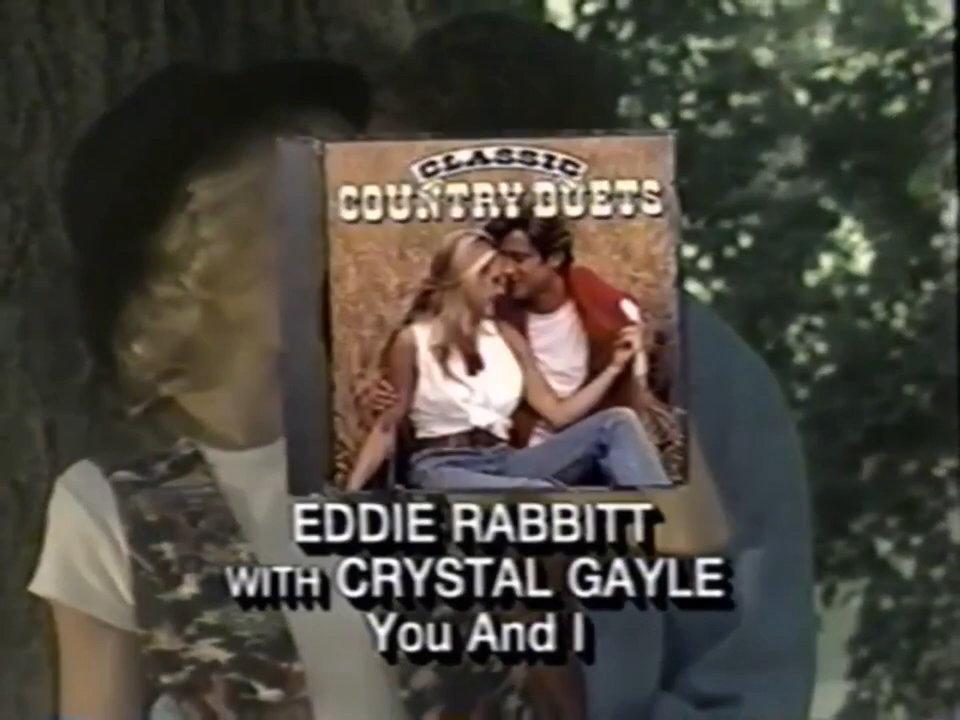 CLASSIC
COUNTRY DUETS
EDDIE RABBITT
WITH CRYSTAL GAYLE
You And I